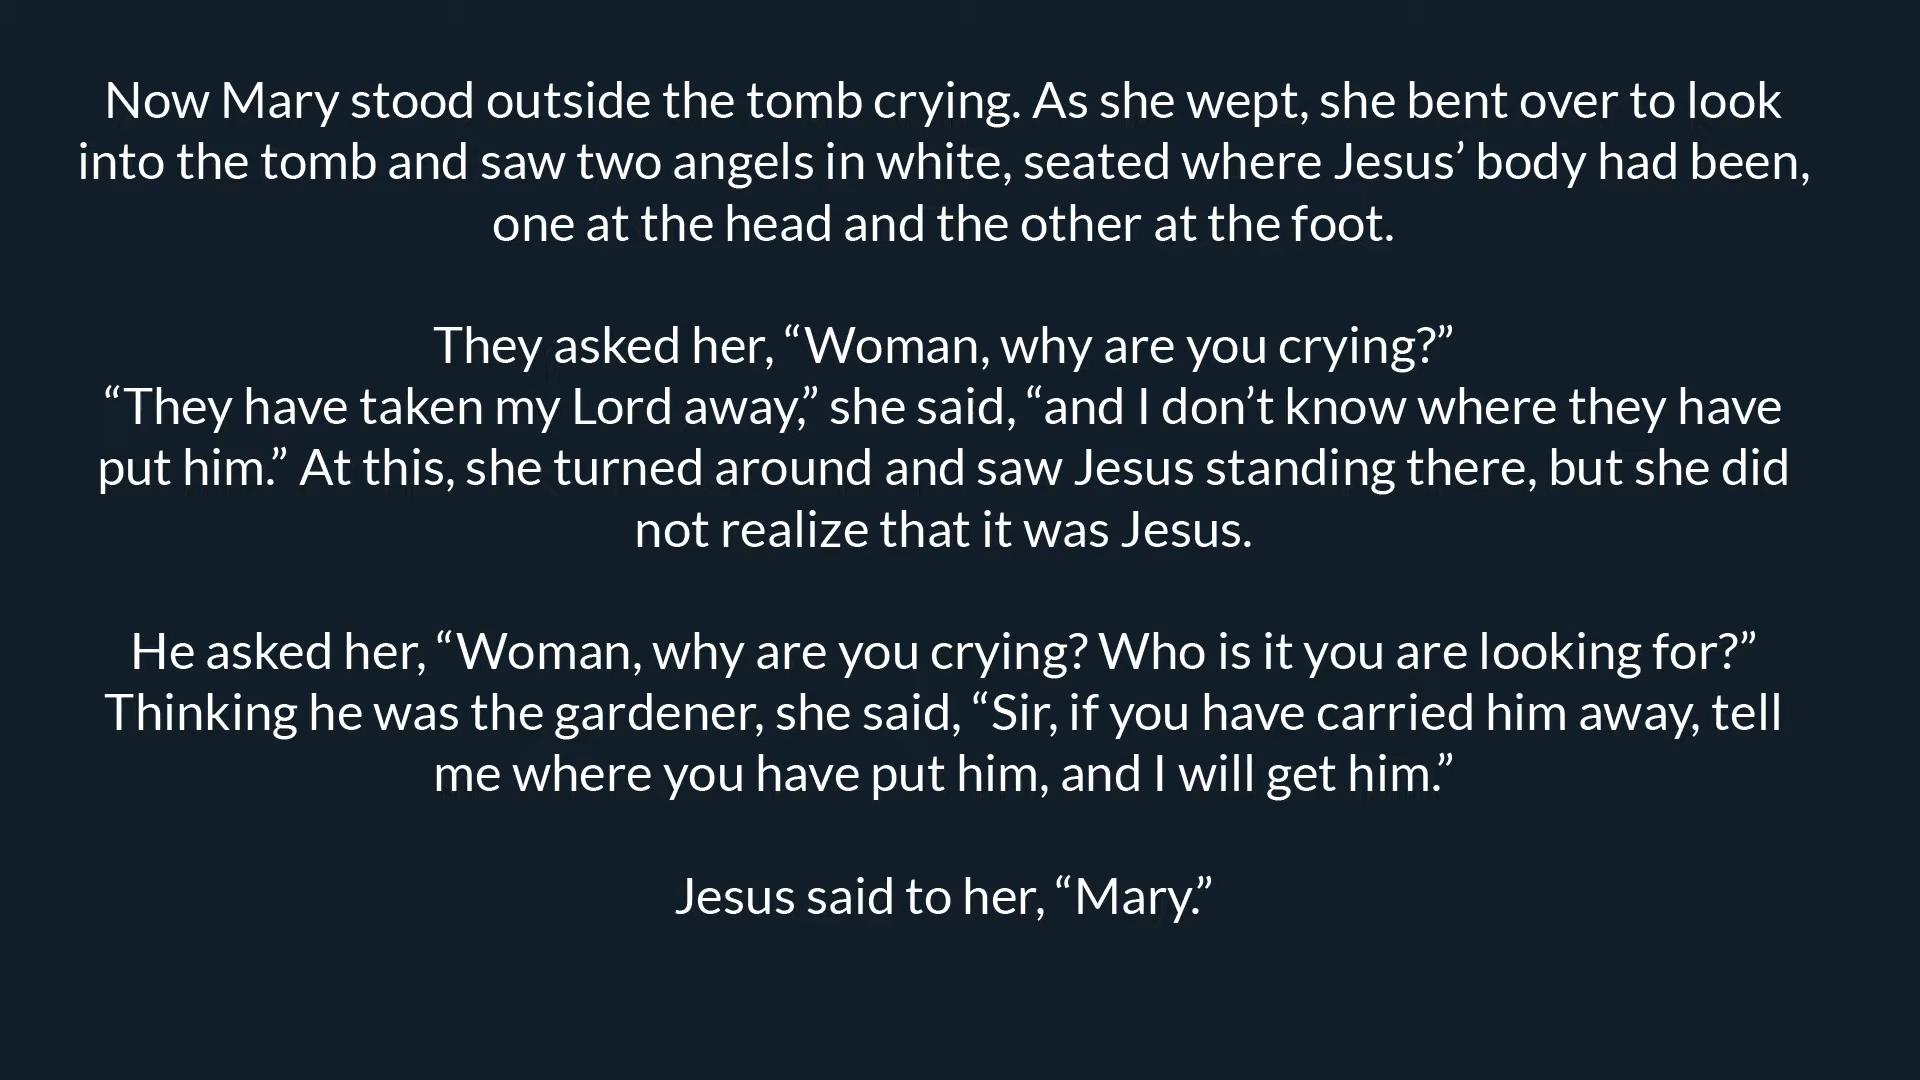 Now Mary stood outside the tomb crying. As she wept, she bent over to look
into the tomb and saw two angels in white, seated where Jesus’ body had been,
one at the head and the other at the foot.
They asked her, “Woman, why are you crying?”
“They have taken my Lord away,” she said, “and I don’t know where they have
put him.” At this, she turned around and saw Jesus standing there, but she did
not realize that it was Jesus.
He asked her, “Woman, why are you crying? Who is it you are looking for?”
Thinking he was the gardener, she said, “Sir, if you have carried him away, tell
me where you have put him, and I will get him.”
Jesus said to her, “Mary.”